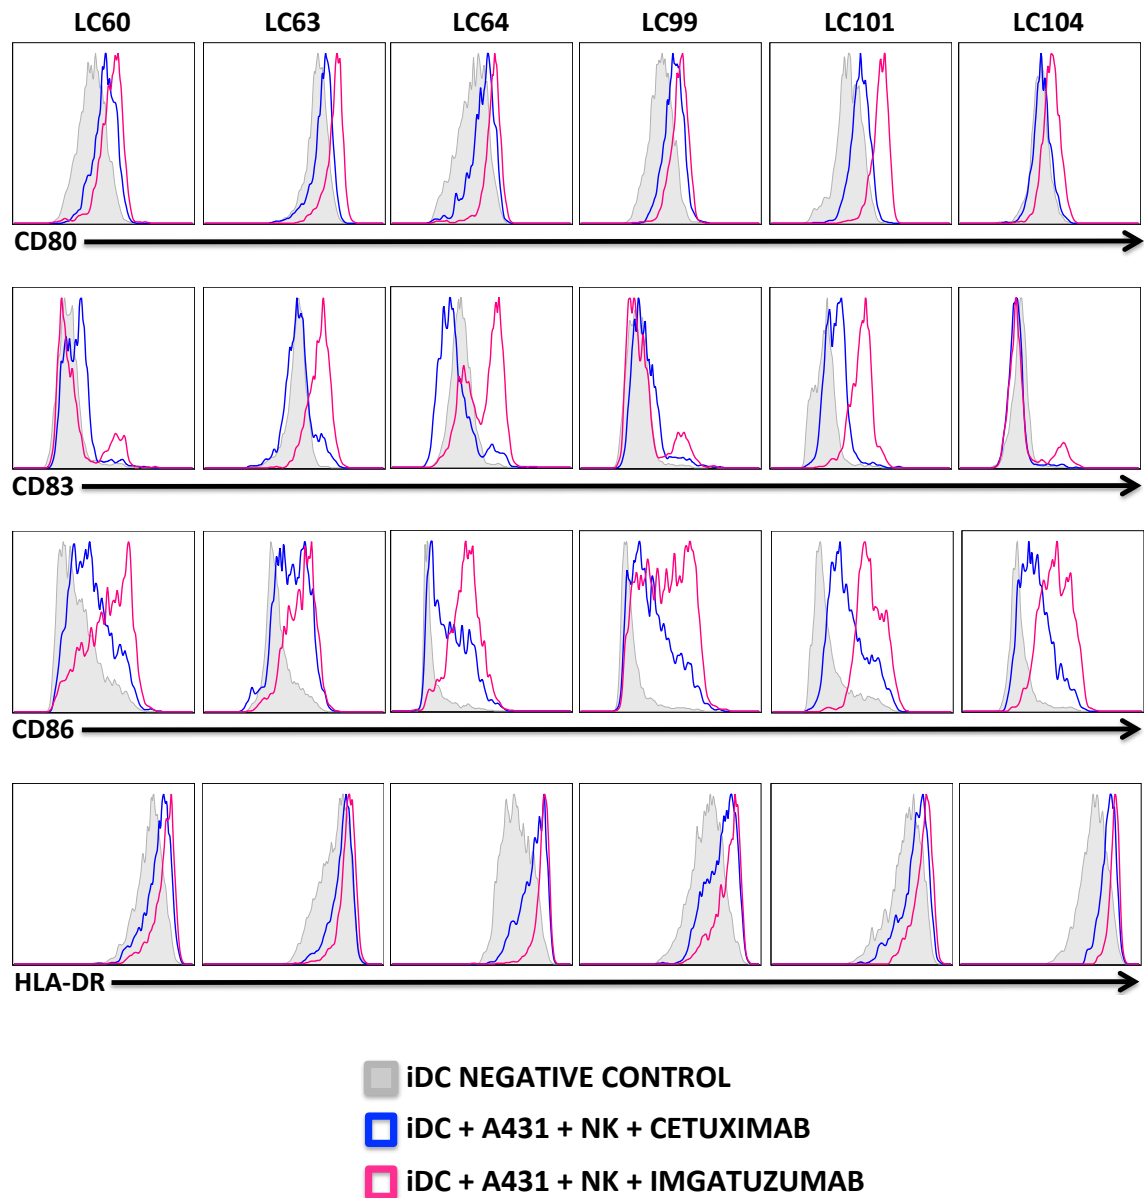 LC60 LC63 LC64 LC99 LC101 LC104
CD80
CD83
CD86
HLA-DR
iDC NEGATIVE CONTROL
iDC + A431 + NK + CETUXIMAB
iDC + A431 + NK + IMGATUZUMAB